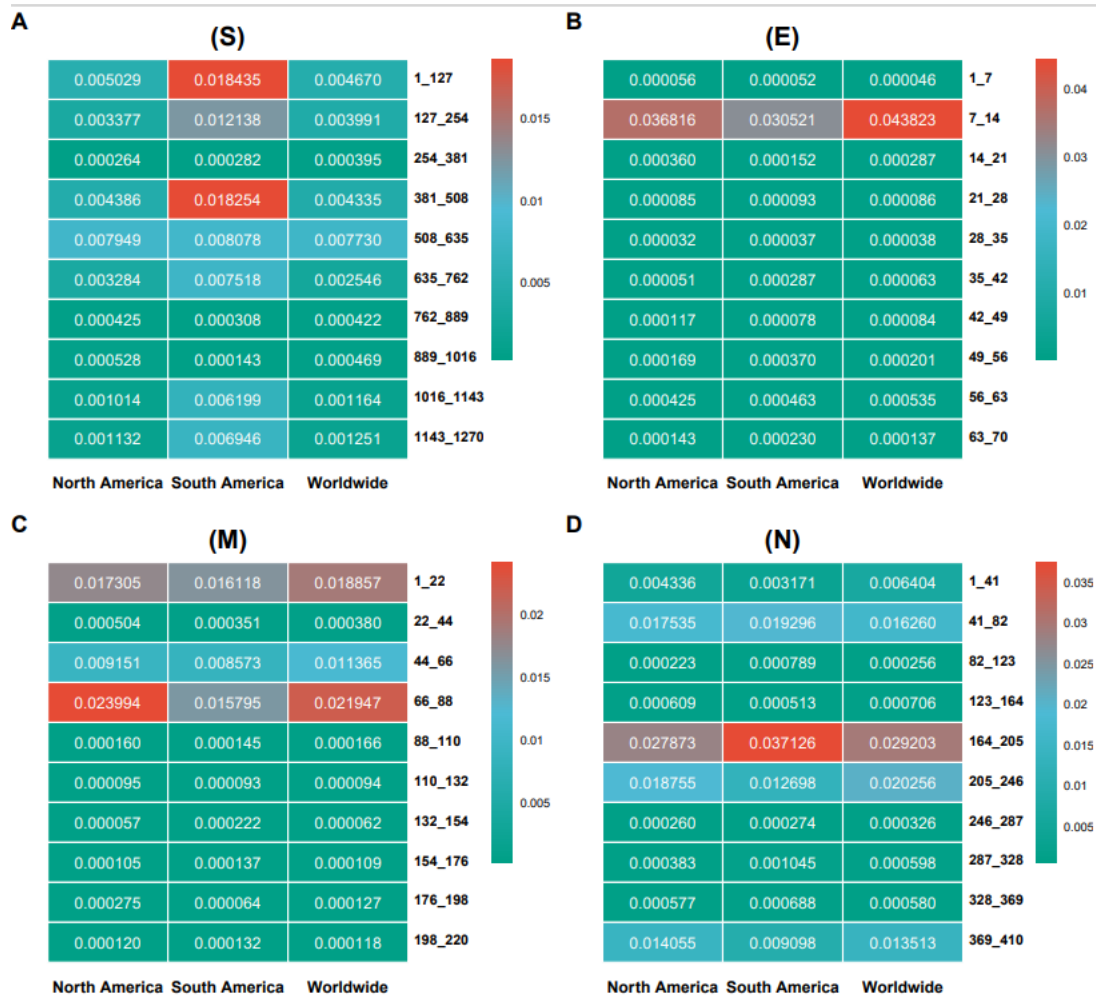 A
(S)
0.005029 0.018435 0.004670 1_127
0.003377 0.012138 0.003991 127_254
0.000264 0.000282 0.000395 254_381
0.004386 0.018254 0.004335 381_508
0.007949 0.008078 0.007730 508_635
0.003284 0.007518 0.002546 635_762
0.000425 0.000308 0.000422 762_889
0.000528 0.000143 0.000469 889_1016
0.001014 0.006199 0.001164 1016_1143
0.001132 0.006946 0.001251 1143_1270
North America South America Worldwide
0.015
0.01
0.005
B
(E)
0.000056 0.000052 0.000046 1_7
0.036816 0.030521 0.043823 7_14
0.000360 0.000152 0.000287 14_21
0.000085 0.000093 0.000086 21_28
0.000032 0.000037 0.000038 28_35
0.000051 0.000287 0.000063 35_42
0.000117 0.000078 0.000084 42_49
0.000169 0.000370 0.000201 49_56
0.000425 0.000463 0.000535 56_63
0.000143 0.000230 0.000137 63_70
North America South America Worldwide
0.04
0.03
0.02
0.01
C
(M)
0.017305 0.016118 0.018857 1_22
0.000504 0.000351 0.000380 22_44
0.009151 0.008573 0.011365 44_66
0.023994 0.015795 0.021947 66_88
0.000160 0.000145 0.000166 88_110
0.000095 0.000093 0.000094 110_132
0.000057 0.000222 0.000062 132_154
0.000105 0.000137 0.000109 154_176
0.000275 0.000064 0.000127 176_198
0.000120 0.000132 0.000118 198_220
North America South America Worldwide
0.02
0.015
0.01
0.005
D
(N)
0.004336 0.003171 0.006404 1_41
0.017535 0.019296 0.016260 41_82
0.000223 0.000789 0.000256 82_123
0.000609 0.000513 0.000706 123_164
0.027873 0.037126 0.029203 164_205
0.018755 0.012698 0.020256 205_246
0.000260 0.000274 0.000326 246_287
0.000383 0.001045 0.000598 287_328
0.000577 0.000688 0.000580 328_369
0.014055 0.009098 0.013513 369_410
North America South America Worldwide
0.035
0.03
0.025
0.02
0.015
0.01
0.005